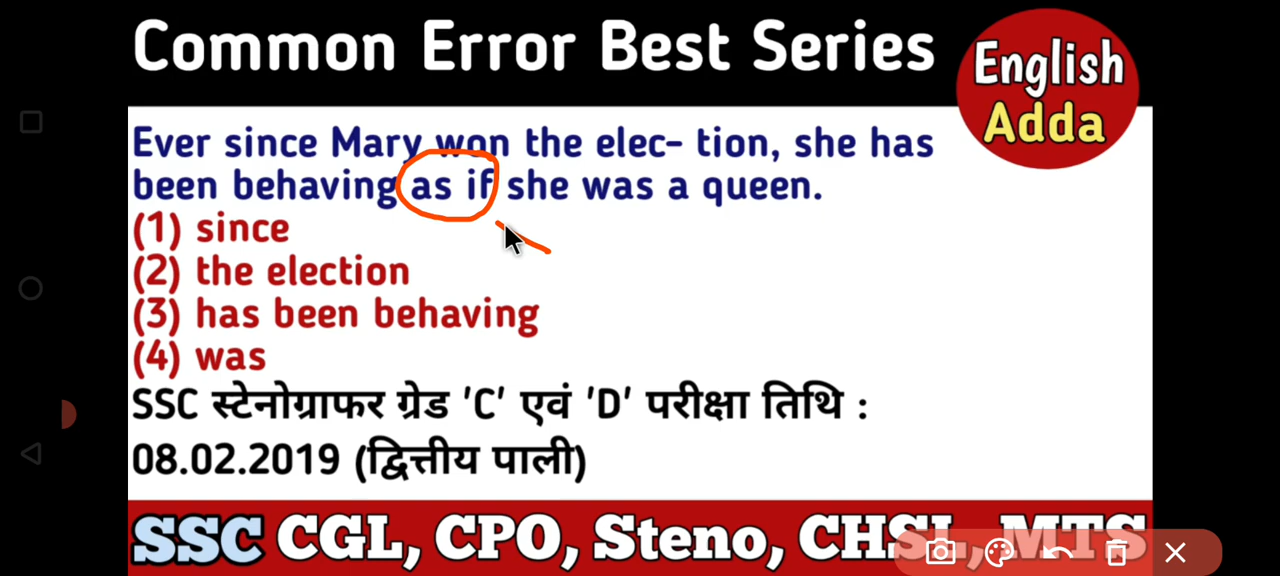 Common Error Best Series
English
Adda
Ever since Mary won the elec- tion, she has
been behaving as if she was a queen.
(1) since
(2) the election
(3) has been behaving
(4) was
SSC स्टेनोग्राफर ग्रेड 'C' एवं 'D' परीक्षा तिथि :
08.02.2019 (द्वित्तीय पाली)
SSC CGL, CPO, Steno, CHSL, MTS